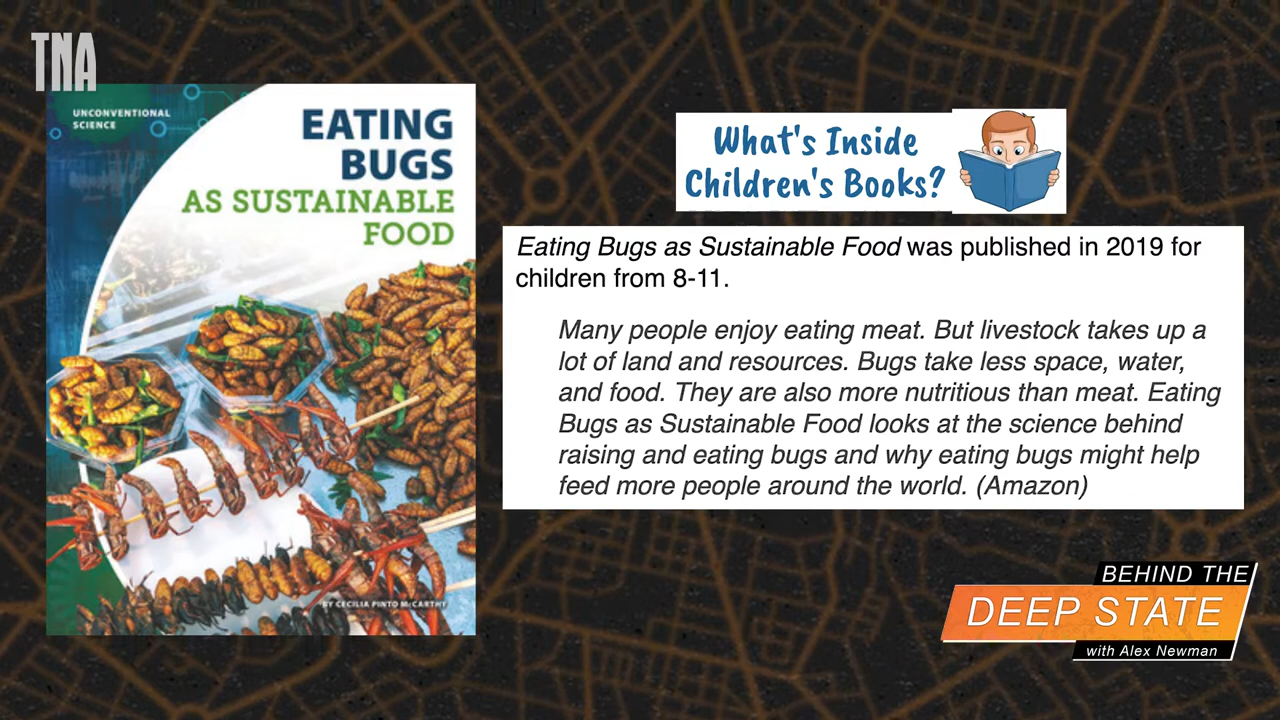 TNA
UNCONVENTIONAL
SCIENCE
EATING
BUGS
AS SUSTAINABLE
FOOD
BY CECILIA PINTO McCARTHY
What's Inside
Children's Books?
Eating Bugs as Sustainable Food was published in 2019 for
children from 8-11.
Many people enjoy eating meat. But livestock takes up a
lot of land and resources. Bugs take less space, water,
and food. They are also more nutritious than meat. Eating
Bugs as Sustainable Food looks at the science behind
raising and eating bugs and why eating bugs might help
feed more people around the world. (Amazon)
BEHIND THE
DEEP STATE
with Alex Newman